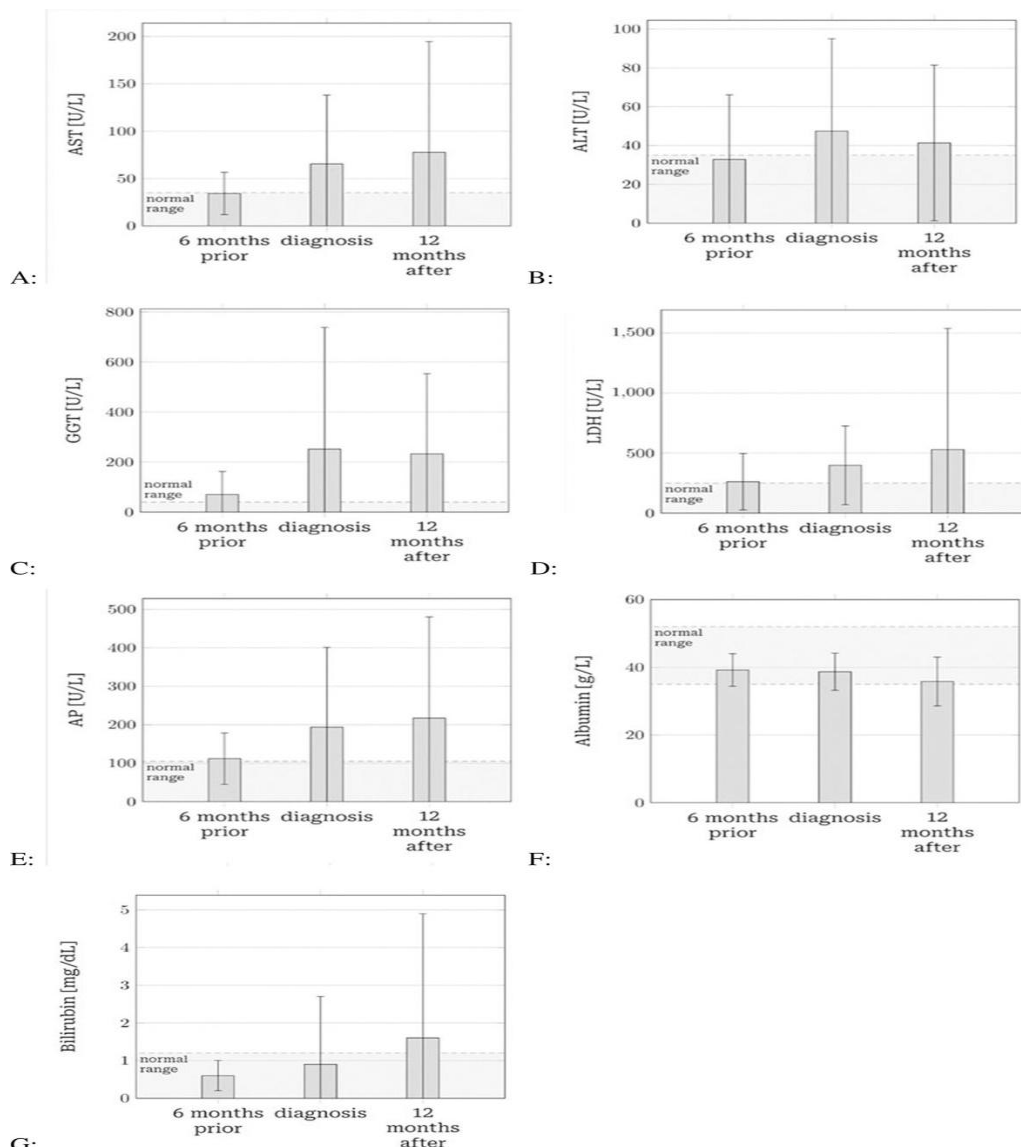 200
150
100
50
0
AST [U/L]
normal
range
6 months
prior
diagnosis
12
months
after
A:
100
80
60
40
20
0
ALT [U/L]
normal
range
6 months
prior
diagnosis
12
months
after
B:
800
600
400
200
0
GGT [U/L]
normal
range
6 months
prior
diagnosis
12
months
after
C:
1,500
1,000
500
0
LDH [U/L]
normal
range
6 months
prior
diagnosis
12
months
after
D:
500
400
300
200
100
0
AP [U/L]
normal
range
6 months
prior
diagnosis
12
months
after
E:
60
40
20
0
Albumin [g/L]
normal
range
6 months
prior
diagnosis
12
months
after
F:
5
4
3
2
1
0
Bilirubin [mg/dL]
normal
range
6 months
prior
diagnosis
12
months
after
G: